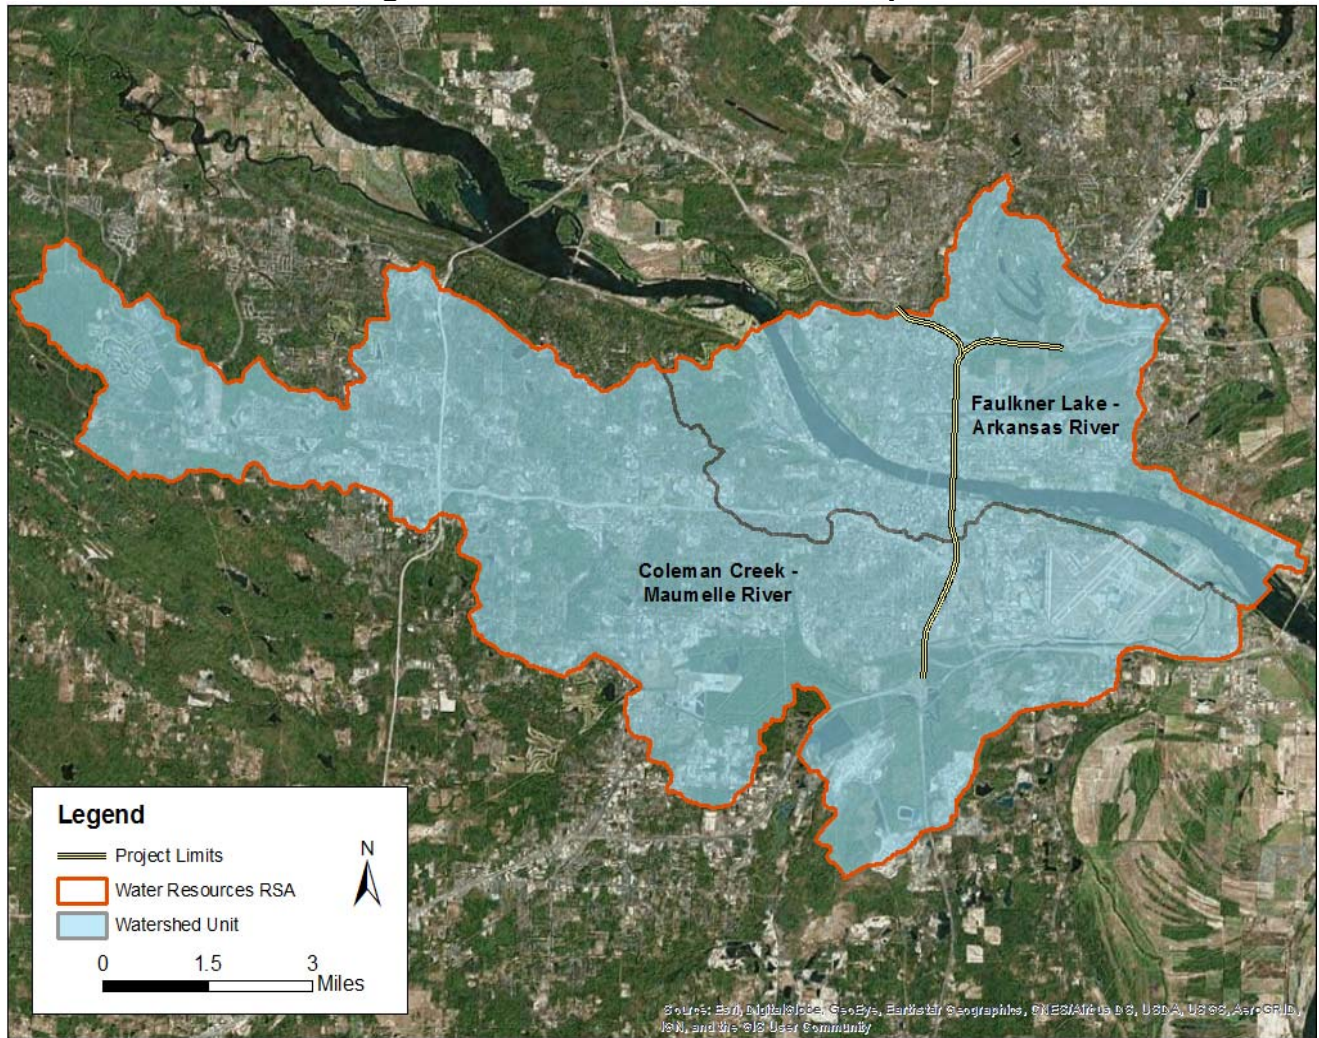 Faulkner Lake -
Arkansas River
Coleman Creek -
Maumelle River
Legend
Project Limits
Water Resources RSA
Watershed Unit
N
0 1.5 3
Miles
Source: Esri, DigitalGlobe, GeoEye, Earthstar Geographics, CNES/Airbus DS, USDA, USGS, AeroGRID,
IGN, and the GIS User Community